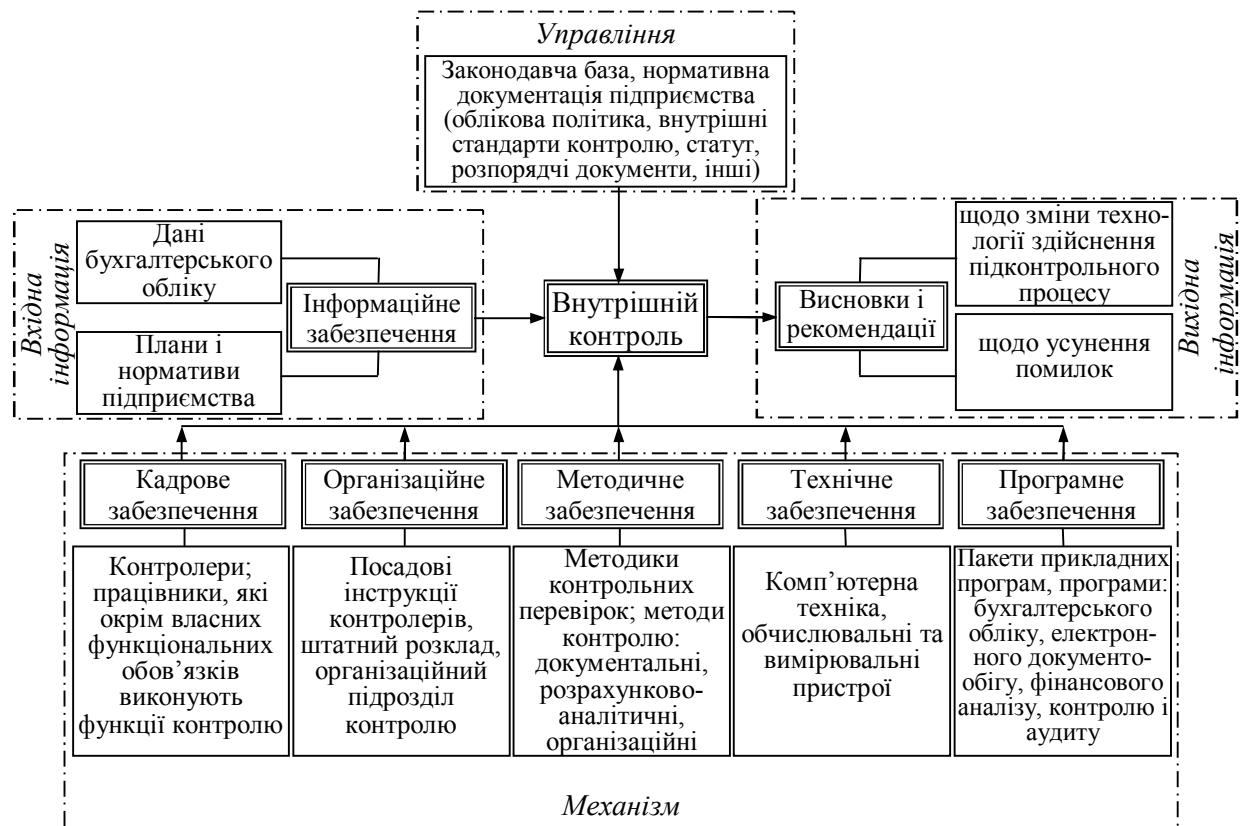 Управління
Законодавча база, нормативна
документація підприємства
(облікова політика, внутрішні
стандарти контролю, статут,
розпорядчі документи, інші)
Вхідна
інформація
Дані
бухгалтерського
обліку
Плани і
нормативи
підприємства
Інформаційне
забезпечення
Внутрішній
контроль
Висновки і
рекомендації
щодо зміни техно-
логії здійснення
підконтрольного
процесу
щодо усунення
помилок
Вихідна
інформація
Кадрове
забезпечення
Організаційне
забезпечення
Методичне
забезпечення
Технічне
забезпечення
Програмне
забезпечення
Контролери;
працівники, які
окрім власних
функціональних
обов’язків
виконують
функції контролю
Посадові
інструкції
контролерів,
штатний розклад,
організаційний
підрозділ
контролю
Методики
контрольних
перевірок; методи
контролю:
документальні,
розрахунково-
аналітичні,
організаційні
Комп’ютерна
техніка,
обчислювальні та
вимірювальні
пристрої
Пакети прикладних
програм, програми:
бухгалтерського
обліку, електрон-
ного документо-
обігу, фінансового
аналізу, контролю і
аудиту
Механізм